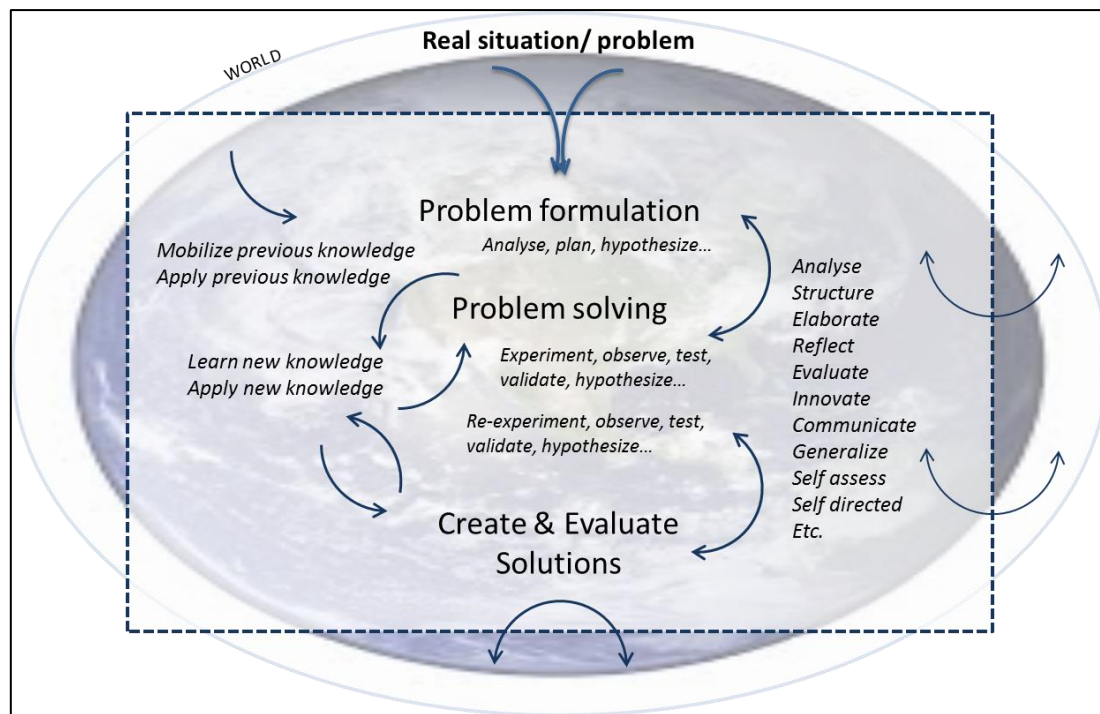 Real situation/ problem
WORLD
Problem formulation
Analyse, plan, hypothesize...
Mobilize previous knowledge
Apply previous knowledge
Problem solving
Experiment, observe, test,
validate, hypothesize...
Learn new knowledge
Apply new knowledge
Re-experiment, observe, test,
validate, hypothesize...
Create & Evaluate
Solutions
Analyse
Structure
Elaborate
Reflect
Evaluate
Innovate
Communicate
Generalize
Self assess
Self directed
Etc.